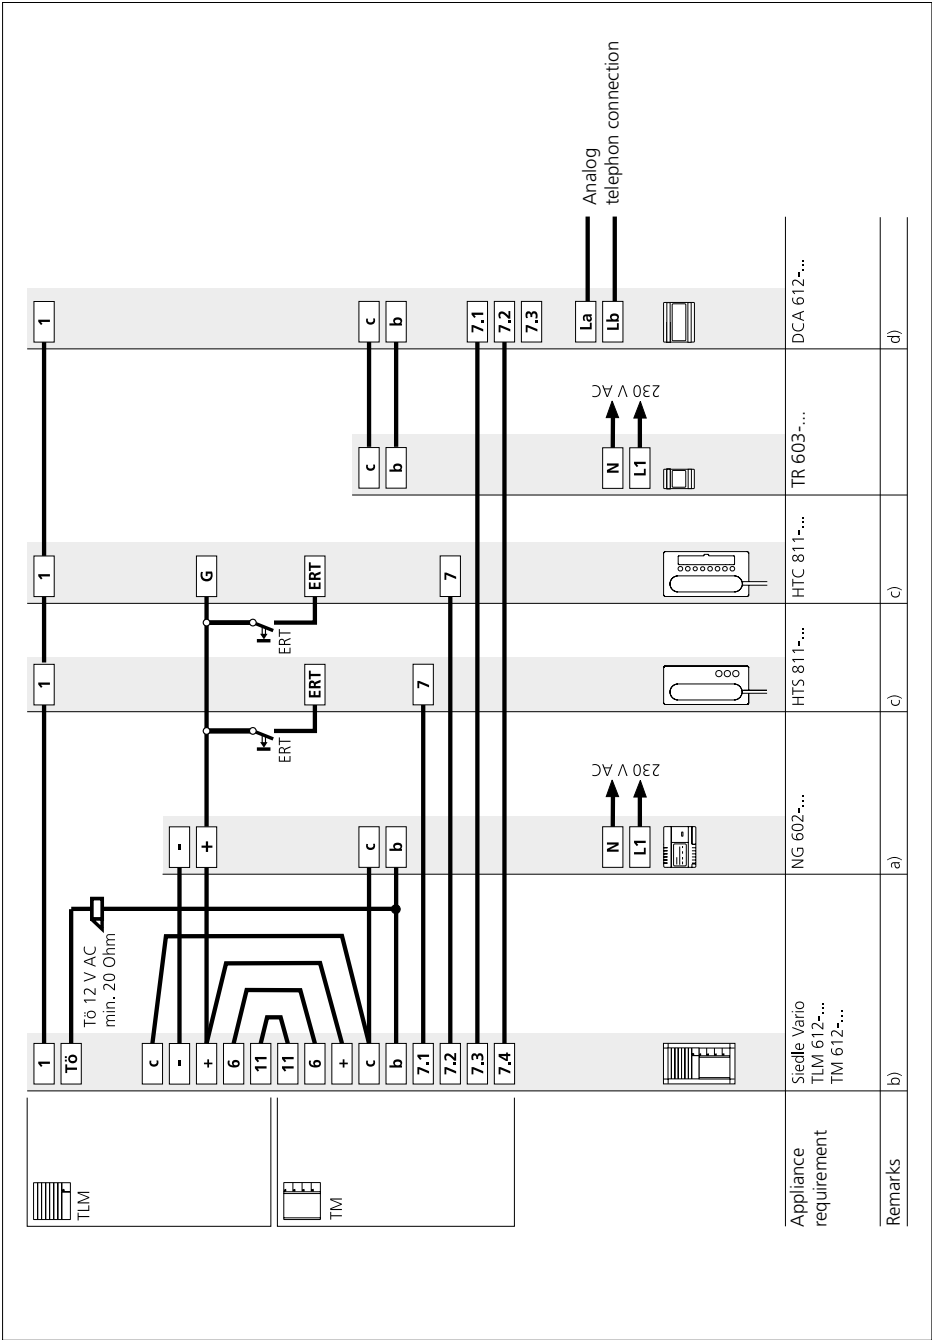 1 1 1 1
Tö
TLM
Tö 12 V AC
min. 20 Ohm
c
- -
+ + G
6
11
11
ERT ERT
6 ERT ERT
TM
+
c c c c
b b b b
7.1 7
7.2 7
7.3 7.1
7.4 7.2
7.3
La Analog
Lb telephon connection
N N
230 V AC 230 V AC
L1 L1
Appliance
requirement
Siedle Vario
TLM 612-...
TM 612-...
NG 602-...
HTS 811-...
HTC 811-...
TR 603-...
DCA 612-...
Remarks b) a) c) c) d)